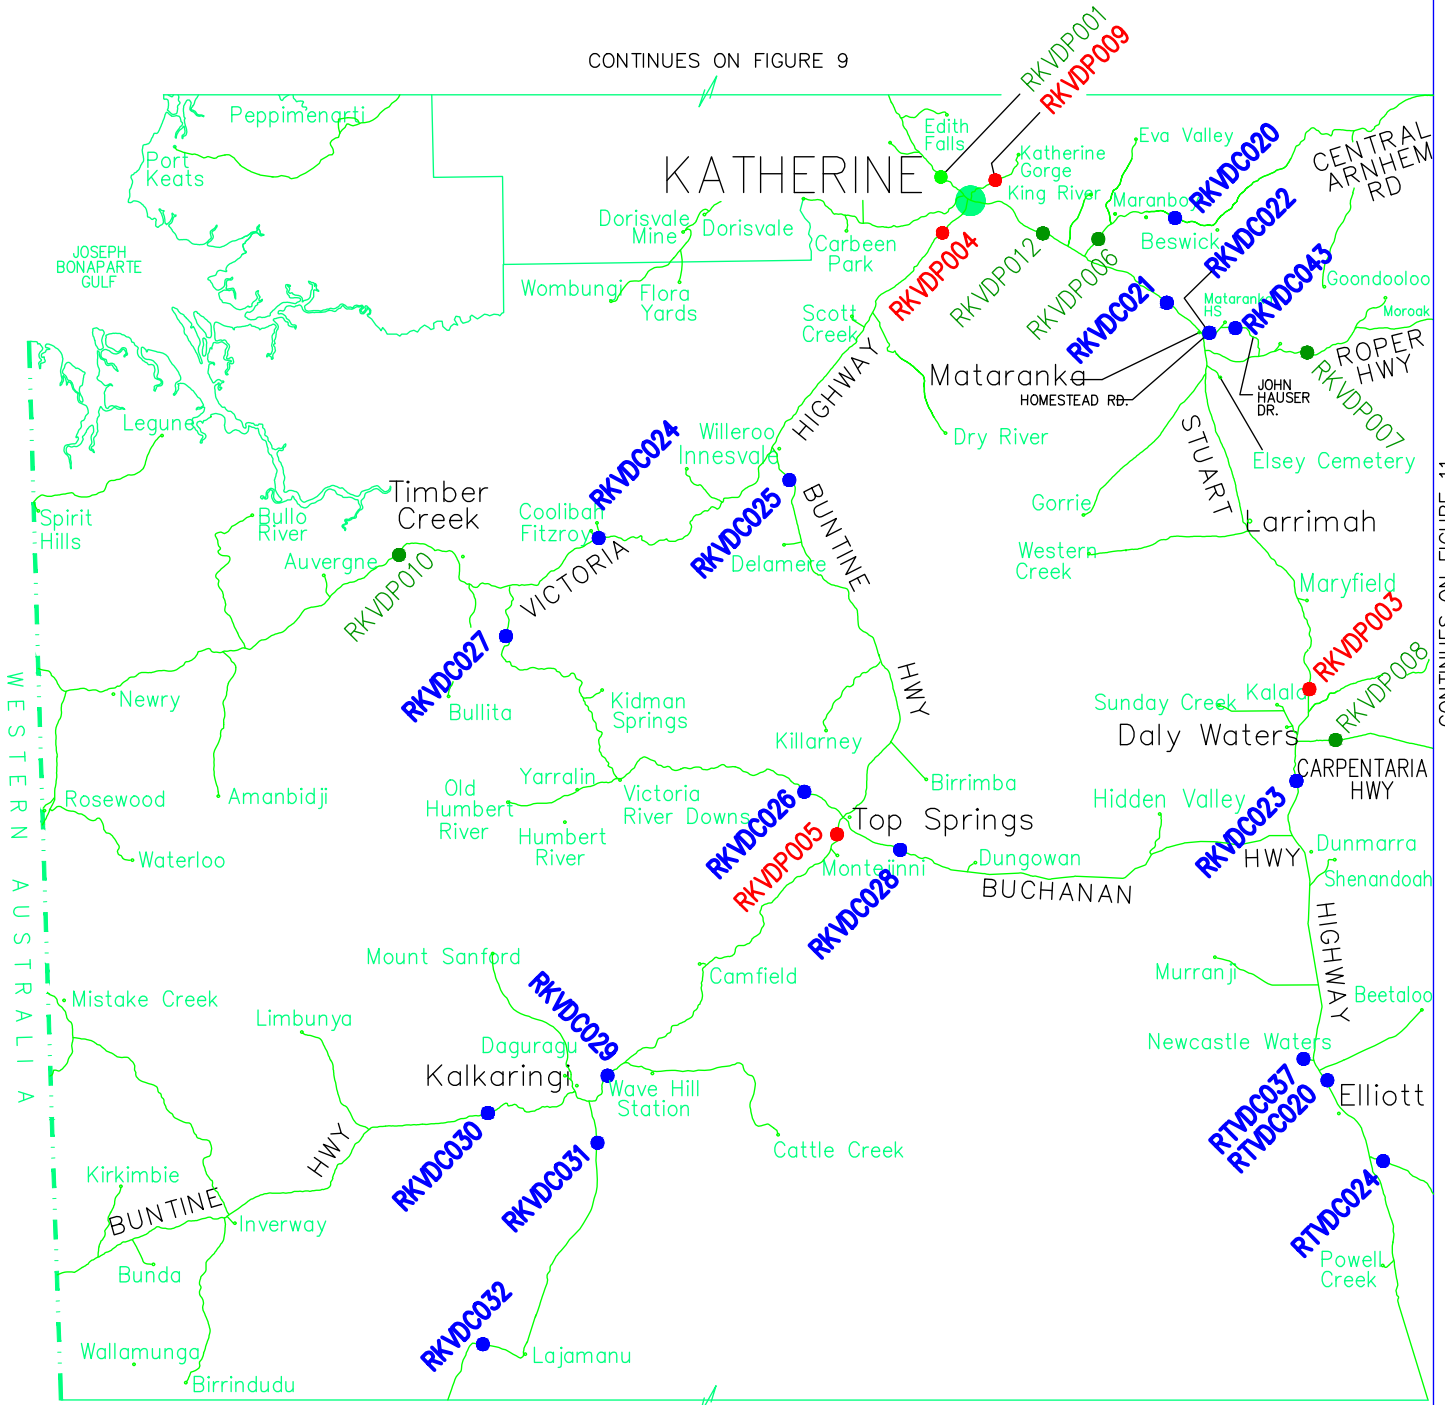 CONTINUES ON FIGURE 9
RKVDP001
RKVDP009
Peppimenarti
Port
Keats
Edith
Falls
KATHERINE
Katherine
Gorge
King River
Eva Valley
RKVDC020
CENTRAL
ARNHEM
RD
Dorisvale
Mine
Dorisvale
Carbeen
Park
Maranboy
Beswick
RKVDC022
JOSEPH
BONAPARTE
GULF
Wombungi
Flora
Yards
RKVDP004
RKVDP012
RKVDP006
RKVDC021
Mataranka
HS
RKVDC043
Goondooloo
Moroak
ROPER
HWY
Scott
Creek
HIGHWAY
Mataranka
HOMESTEAD RD.
JOHN
HAUSER
DR.
RKVDP007
Legune
Willeroo
Innesvale
Dry River
STUART
Elsey Cemetery
RKVDC024
RKVDC025
Timber
Creek
Spirit
Hills
Bullo
River
Coolibah
Fitzroy
BUNTINE
Gorrie
Larrimah
CONTINUES ON FIGURE 11
Auvergne
RKVDP010
VICTORIA
Delamere
Western
Creek
Maryfield
RKVDC027
RKVDP003
WESTERN AUSTRALIA
Newry
Bullita
Kidman
Springs
HWY
Killarney
Sunday Creek
Kalala
RKVDP008
Daly Waters
CARPENTARIA
HWY
Rosewood
Amanbidji
Old
Humbert
River
Yarralin
Victoria
River Downs
Birrimba
Hidden Valley
RKVDC023
RKVDC026
RKVDP005
Top Springs
Humbert
River
Waterloo
Montejinni
RKVDC028
Dungowan
BUCHANAN
HWY
Dunmarra
Shenandoah
HIGHWAY
Mount Sanford
Camfield
Murranji
Beetaloo
Mistake Creek
Limbunya
RKVDC029
Daguragu
Kalkaringi
Wave Hill
Station
Newcastle Waters
Elliott
RTVDC037
RTVDC020
HWY
RKVDC030
RKVDC031
Cattle Creek
RTVDC024
Kirkimbie
BUNTINE
Inverway
Bunda
Powell
Creek
RKVDC032
Wallamunga
Lajamanu
Birrindudu